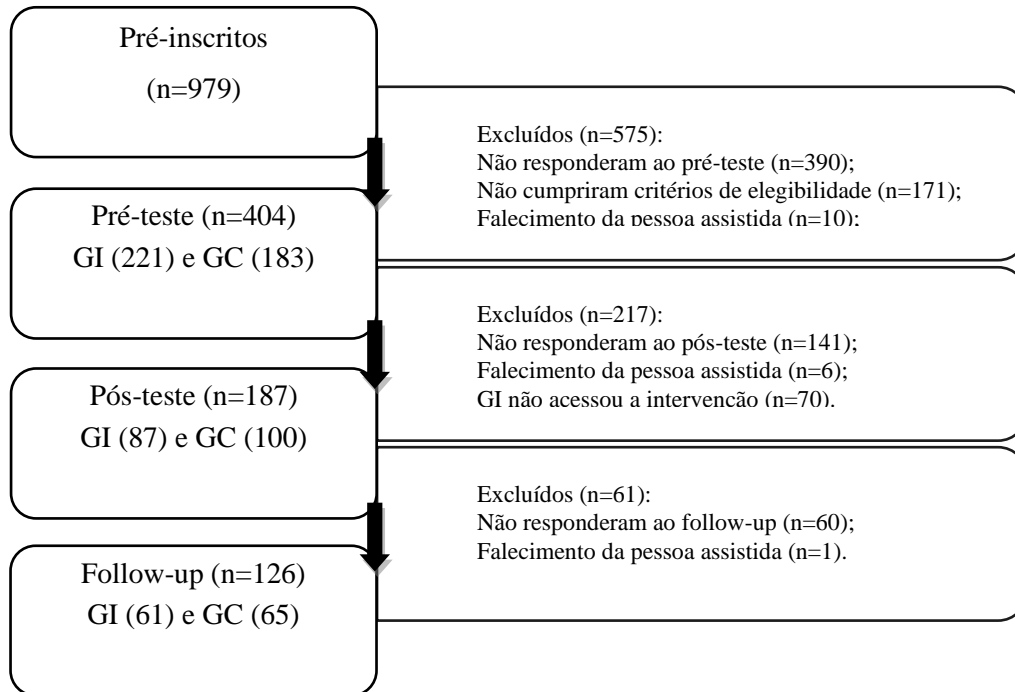 Pré-inscritos
(n=979)
Excluídos (n=575):
Não responderam ao pré-teste (n=390);
Não cumpriram critérios de elegibilidade (n=171);
Falecimento da pessoa assistida (n=10);
Pré-teste (n=404)
GI (221) e GC (183)
Excluídos (n=217):
Não responderam ao pós-teste (n=141);
Falecimento da pessoa assistida (n=6);
GI não acessou a intervenção (n=70).
Pós-teste (n=187)
GI (87) e GC (100)
Excluídos (n=61):
Não responderam ao follow-up (n=60);
Falecimento da pessoa assistida (n=1).
Follow-up (n=126)
GI (61) e GC (65)